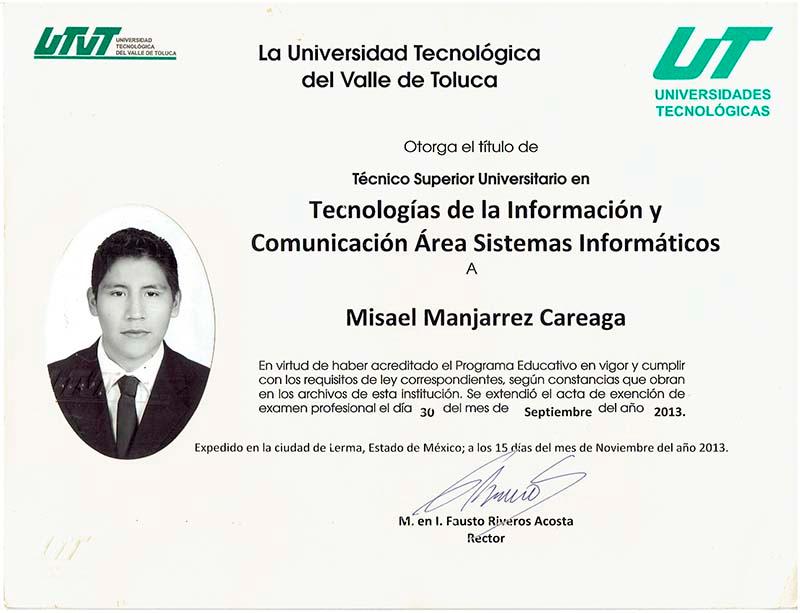 UTVT UNIVERSIDAD
TECNOLÓGICA
DEL VALLE DE TOLUCA
La Universidad Tecnológica
del Valle de Toluca
UT
UNIVERSIDADES
TECNOLÓGICAS
Otorga el título de
Técnico Superior Universitario en
Tecnologías de la Información y
Comunicación Área Sistemas Informáticos
A
Misael Manjarrez Careaga
En virtud de haber acreditado el Programa Educativo en vigor y cumplir
con los requisitos de ley correspondientes, según constancias que obran
en los archivos de esta institución. Se extendió el acta de exención de
examen profesional el día 30 del mes de Septiembre del año 2013.
Expedido en la ciudad de Lerma, Estado de México; a los 15 días del mes de Noviembre del año 2013.
M. en I. Fausto Riveros Acosta
Rector